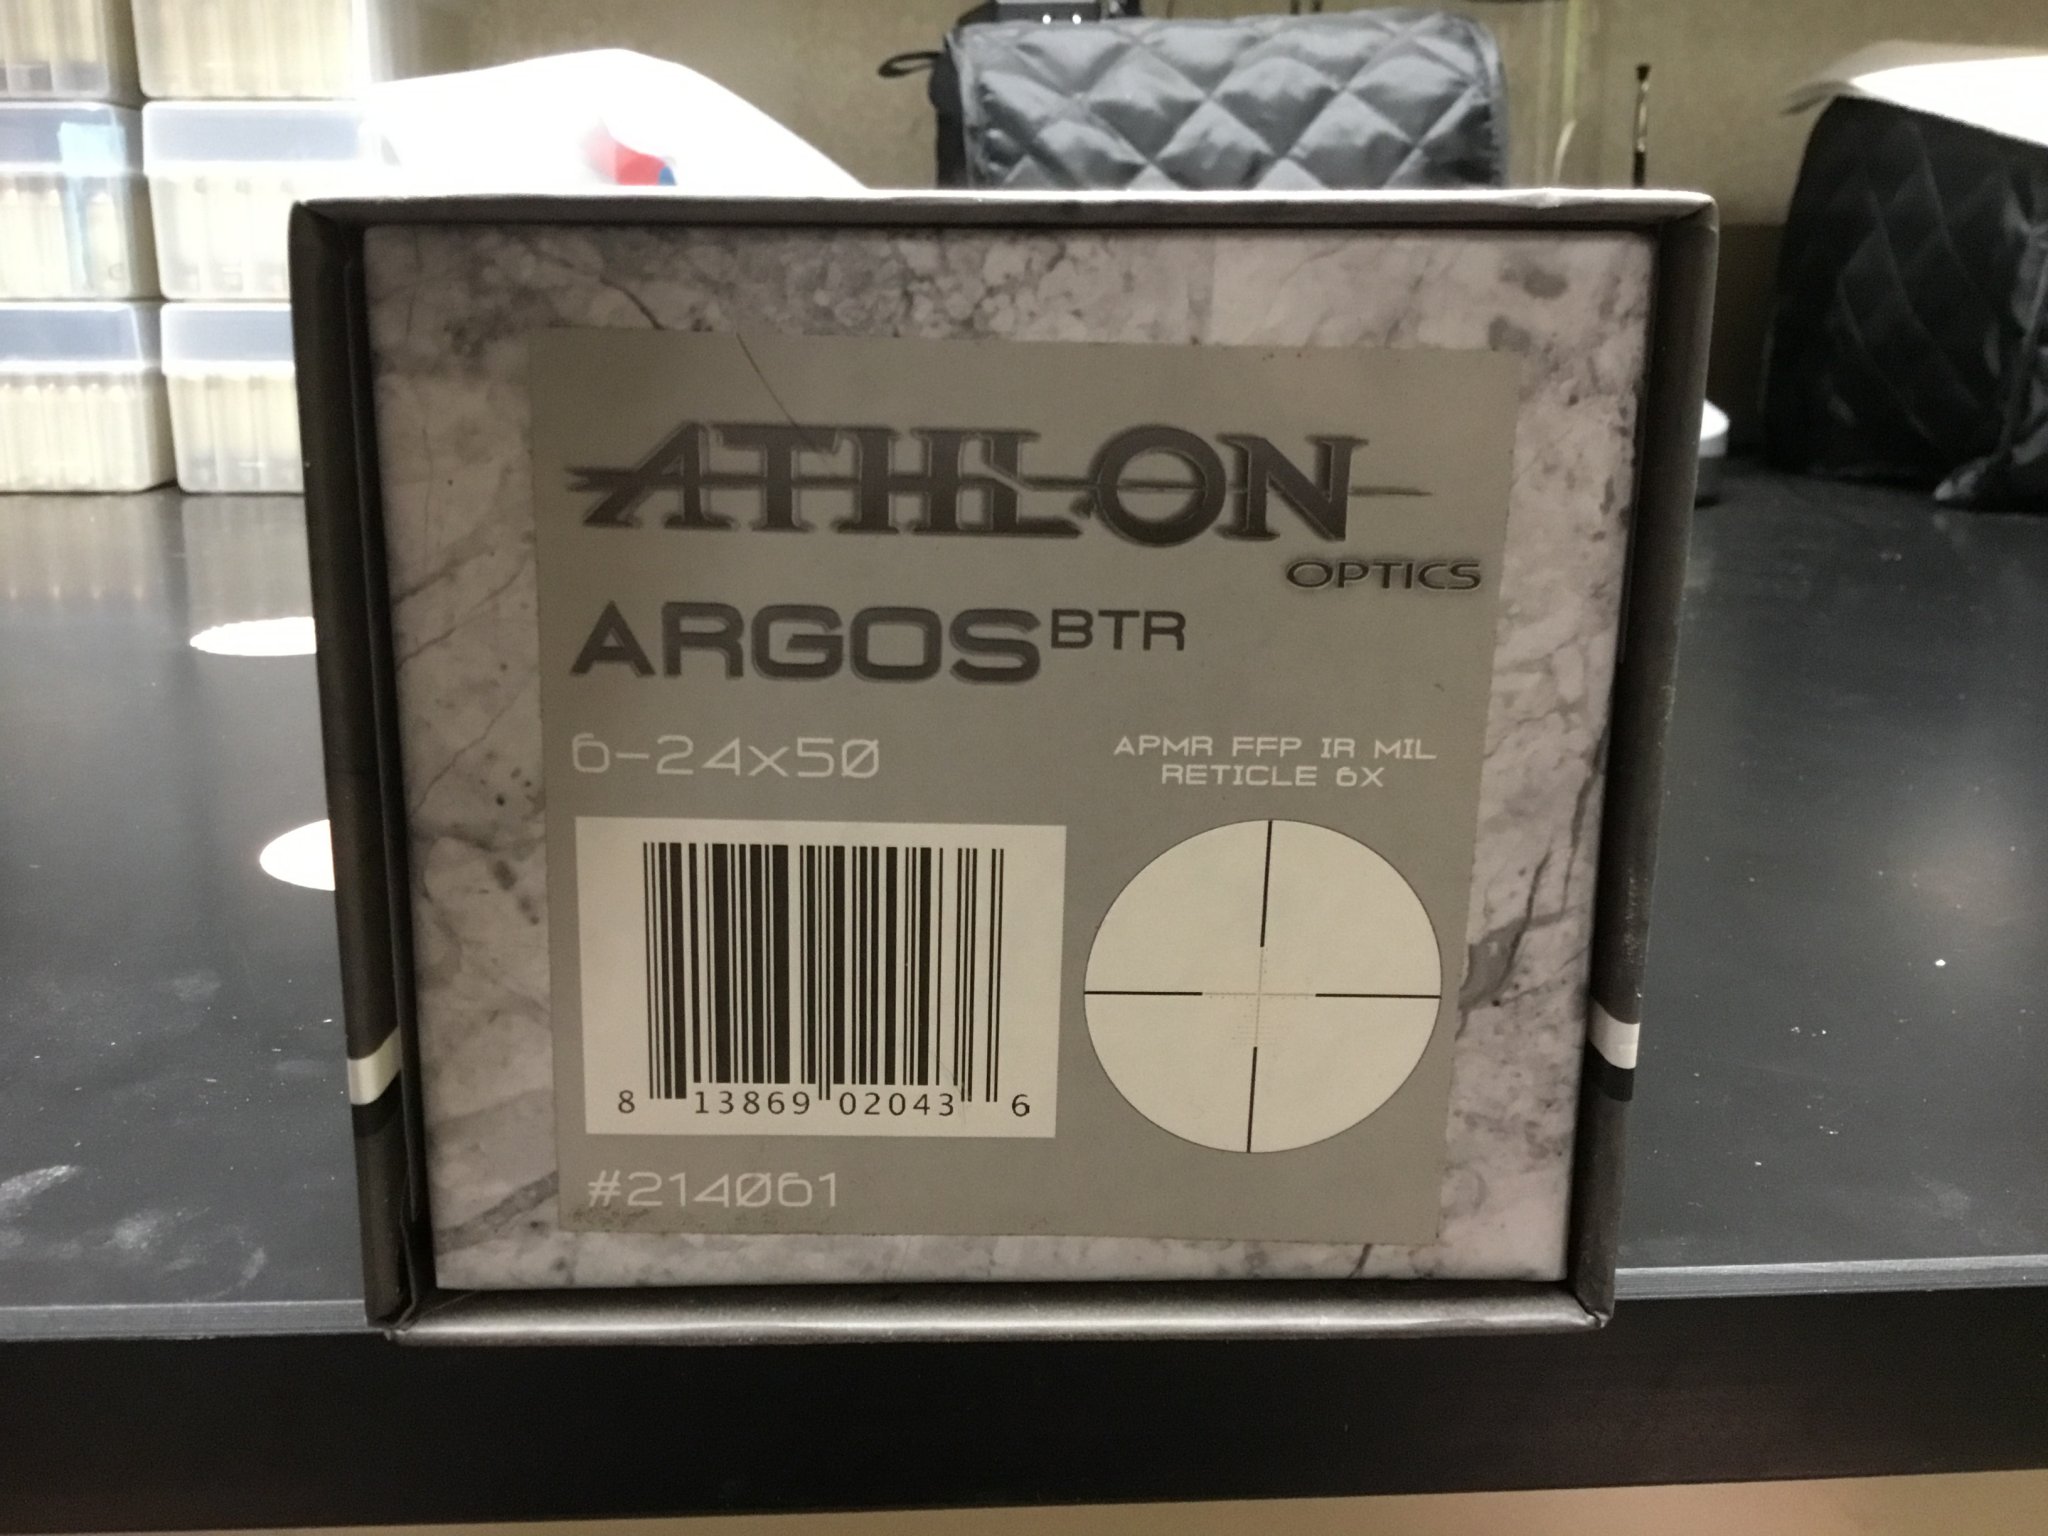 ATHLON
OPTICS
ARGOS BTR
6-24x50
APMR FFP IR MIL
RETICLE 6X
8 13869 02043 6
#214061